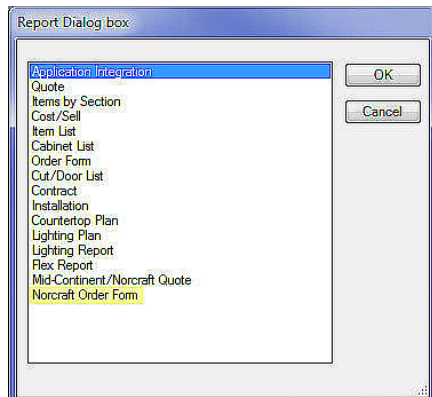 Report Dialog box
Application Integration
Quote
Items by Section
Cost/Sell
Item List
Cabinet List
Order Form
Cut/Door List
Contract
Installation
Countertop Plan
Lighting Plan
Lighting Report
Flex Report
Mid-Continent/Norcraft Quote
Norcraft Order Form
OK
Cancel